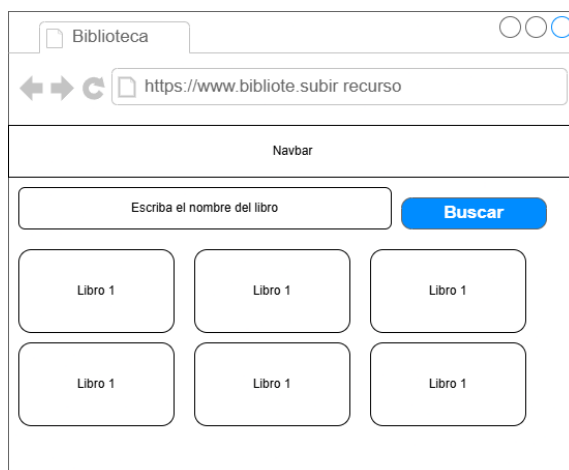 Biblioteca
https://www.bibliote.subir recurso
Navbar
Escriba el nombre del libro
Buscar
Libro 1
Libro 1
Libro 1
Libro 1
Libro 1
Libro 1